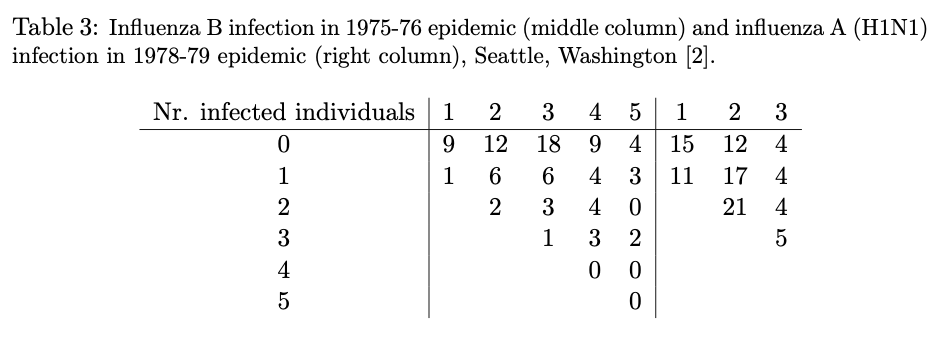 Table 3: Influenza B infection in 1975-76 epidemic (middle column) and influenza A (H1N1)
infection in 1978-79 epidemic (right column), Seattle, Washington [2].
Nr. infected individuals 1 2 3 4 5 1 2 3
0 9 12 18 9 4 15 12 4
1 1 6 6 4 3 11 17 4
2 2 3 4 0 21 4
3 1 3 2 5
4 0 0
5 0